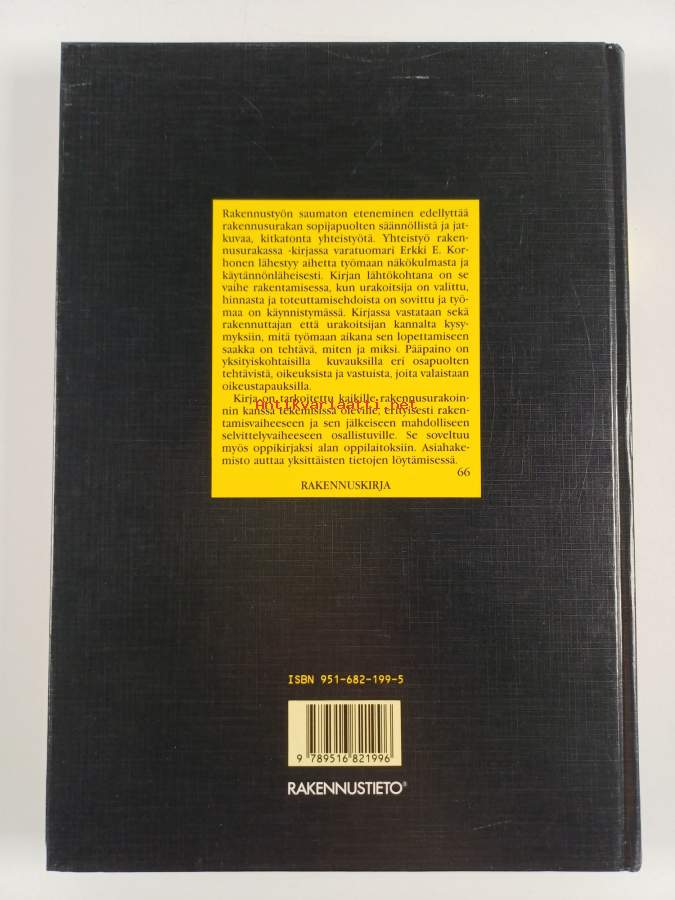 Rakennustyön saumaton eteneminen edellyttää
rakennusurakan sopijapuolten säännöllistä ja jat-
kuvaa, kitkatonta yhteistyötä. Yhteistyö raken-
nusurakassa -kirjassa varatuomari Erkki E. Kor-
honen lähestyy aihetta työmaan näkökulmasta ja
käytännönläheisesti. Kirjan lähtökohtana on se
vaihe rakentamisessa, kun urakoitsija on valittu,
hinnasta ja toteuttamisehdoista on sovittu ja työ-
maa on käynnistymässä. Kirjassa vastataan sekä
rakennuttajan että urakoitsijan kannalta kysy-
myksiin, mitä työmaan aikana sen lopettamiseen
saakka on tehtävä, miten ja miksi. Pääpaino on
yksityiskohtaisilla kuvauksilla eri osapuolten
tehtävistä, oikeuksista ja vastuista, joita valaistaan
oikeustapauksilla.
Kirja on tarkoitettu kaikille rakennusurakoin-
Antikvariaatti.net
nin kanssa tekemisissä oleville, erityisesti raken-
tamisvaiheeseen ja sen jälkeiseen mahdolliseen
selvittelyvaiheeseen osallistuville. Se soveltuu
myös oppikirjaksi alan oppilaitoksiin. Asiahake-
misto auttaa yksittäisten tietojen löytämisessä.
66
RAKENNUSKIRJA
ISBN 951-682-199-5
9 789516 821996
RAKENNUSTIETO®